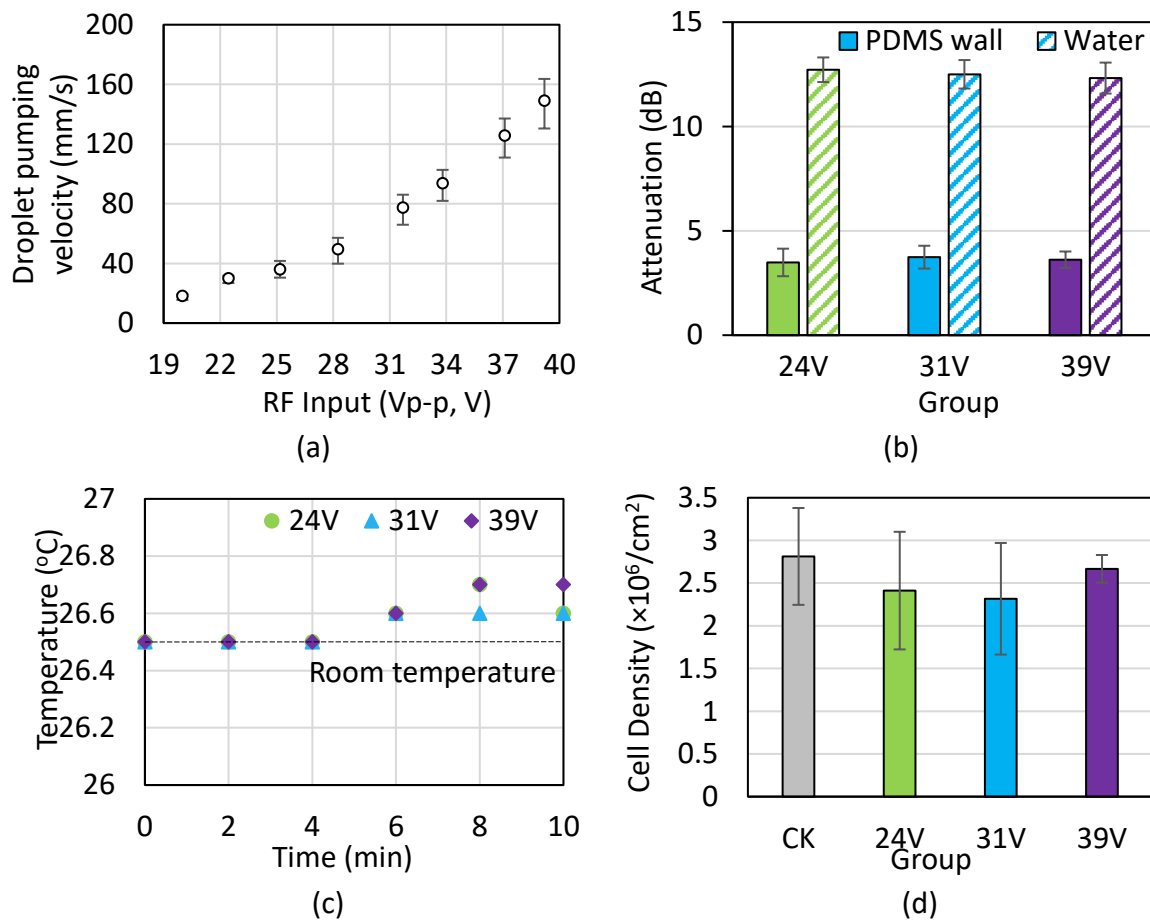 200
160
120
80
40
0
Droplet pumping
velocity (mm/s)
19 22 25 28 31 34 37 40
RF Input (Vp-p, V)
(a)
15
10
5
0
Attenuation (dB)
PDMS wall Water
24V 31V 39V
Group
(b)
27
26.8
26.6
26.4
26.2
26
Temperature (°C)
24V 31V 39V
Room temperature
0 2 4 6 8 10
Time (min)
(c)
3.5
3
2.5
2
1.5
1
0.5
0
Cell Density (×10⁶/cm²)
CK 24V 31V 39V
Group
(d)